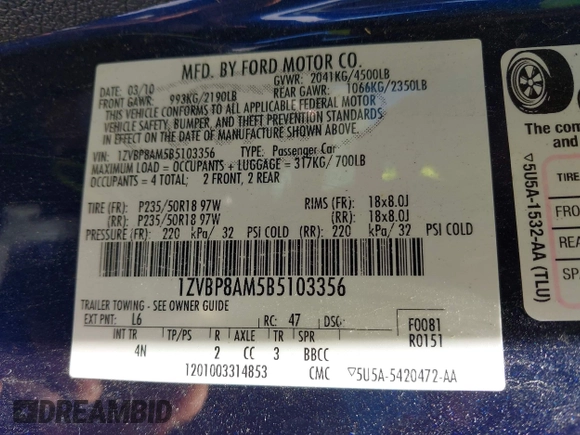 MFD. BY FORD MOTOR CO.
DATE: 03/10
GVWR: 2041KG/4500LB
FRONT GAWR: 993KG/2190LB
REAR GAWR: 1066KG/2350LB
THIS VEHICLE CONFORMS TO ALL APPLICABLE FEDERAL MOTOR
VEHICLE SAFETY, BUMPER, AND THEFT PREVENTION STANDARDS
IN EFFECT ON THE DATE OF MANUFACTURE SHOWN ABOVE.
VIN: 1ZVBP8AM5B5103356 TYPE: Passenger Car
MAXIMUM LOAD = OCCUPANTS + LUGGAGE = 317KG/700LB
OCCUPANTS = 4 TOTAL; 2 FRONT, 2 REAR
TIRE (FR): P235/50R18 97W RIMS (FR): 18x8.0J
(RR): P235/50R18 97W (RR): 18x8.0J
PRESSURE (FR): 220 kPa/ 32 PSI COLD (RR): 220 kPa/ 32 PSI COLD
1ZVBP8AM5B5103356
TRAILER TOWING - SEE OWNER GUIDE
EXT PNT: L6 RC: 47 DSO:
F0081
R0151
INT TR TP/PS R AXLE TR SPR
4N 2 CC 3 BBCC
1201003314853 CMC ▽5U5A-5420472-AA
The com
and
▽5U5A-1532-AA (TLU)
TIRE
FRO
REA
SP
DREAMBID